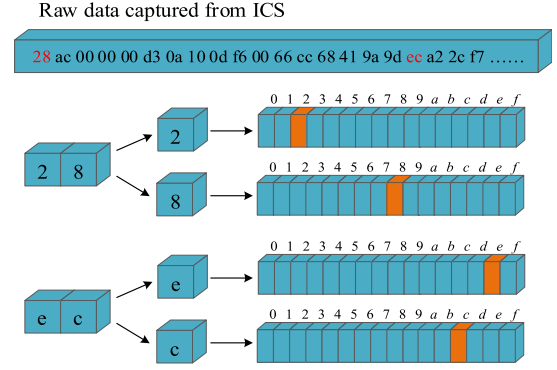 Raw data captured from ICS
28 ac 00 00 00 d3 0a 10 0d f6 00 66 cc 68 41 9a 9d ec a2 2c f7 ……
0 1 2 3 4 5 6 7 8 9 a b c d e f
2
2 8
0 1 2 3 4 5 6 7 8 9 a b c d e f
8
0 1 2 3 4 5 6 7 8 9 a b c d e f
e
e c
0 1 2 3 4 5 6 7 8 9 a b c d e f
c